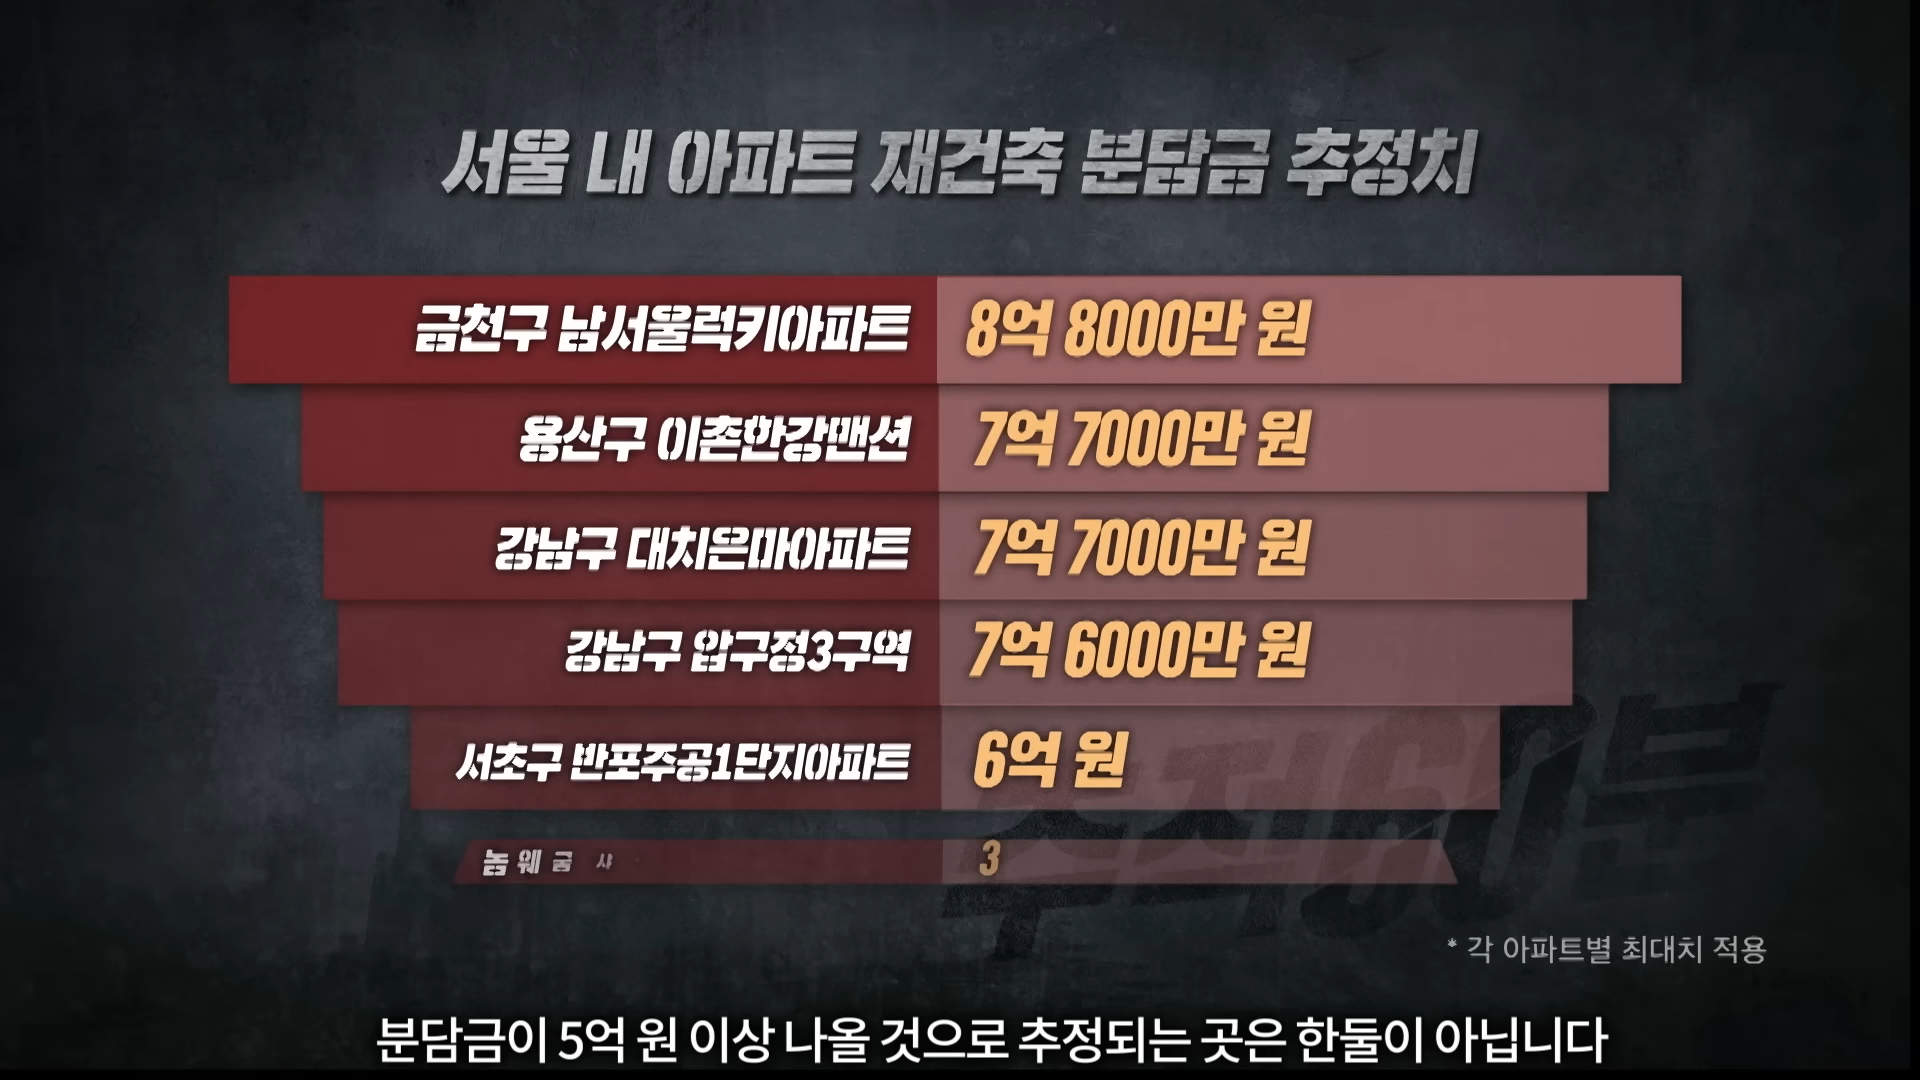 서울 내 아파트 재건축 분담금 추정치
금천구 남서울럭키아파트 8억 8000만 원
용산구 이촌한강맨션 7억 7000만 원
강남구 대치은마아파트 7억 7000만 원
강남구 압구정3구역 7억 6000만 원
서초구 반포주공1단지아파트 6억 원
3
추적60분
* 각 아파트별 최대치 적용
분담금이 5억 원 이상 나올 것으로 추정되는 곳은 한둘이 아닙니다